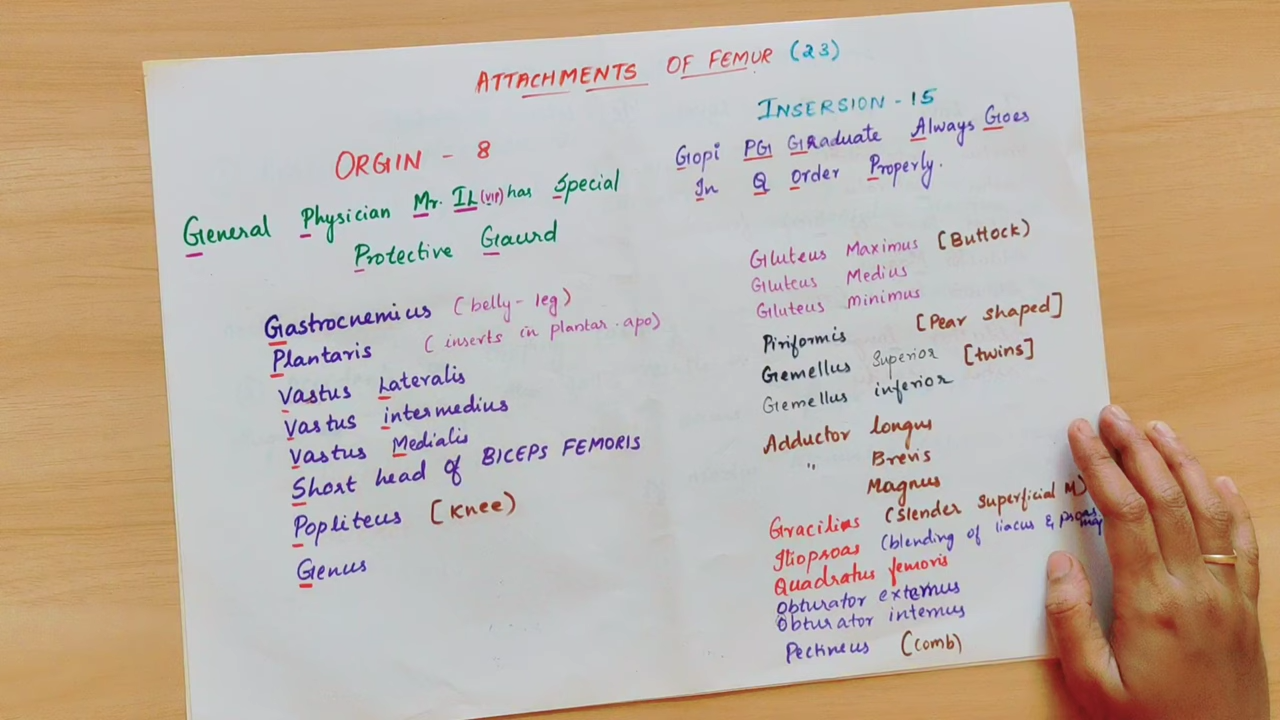 ATTACHMENTS OF FEMUR (23)
ORGIN - 8
General Physician Mr. IL (VIP) has Special
Protective Gaurd
Gastrocnemius (belly-leg)
Plantaris (inserts in plantar.apo)
Vastus Lateralis
Vastus intermedius
Vastus Medialis
Short head of BICEPS FEMORIS
Popliteus [Knee)
Genus
INSERSION - 15
Gopi PG GRaduate Always Goes
In Q Order Properly.
Gluteus Maximus [Buttock)
Gluteus Medius
Gluteus minimus
Piriformis [Pear shaped]
Gemellus Superior [twins]
Gemellus inferior
Adductor longus
" Brevis
Magnus
Gracilis (Slender superficial M)
Iliopsoas (blending of liacus & psoas maj
Quadratus femoris
Obturator externus
Obturator internus
Pectineus (comb)